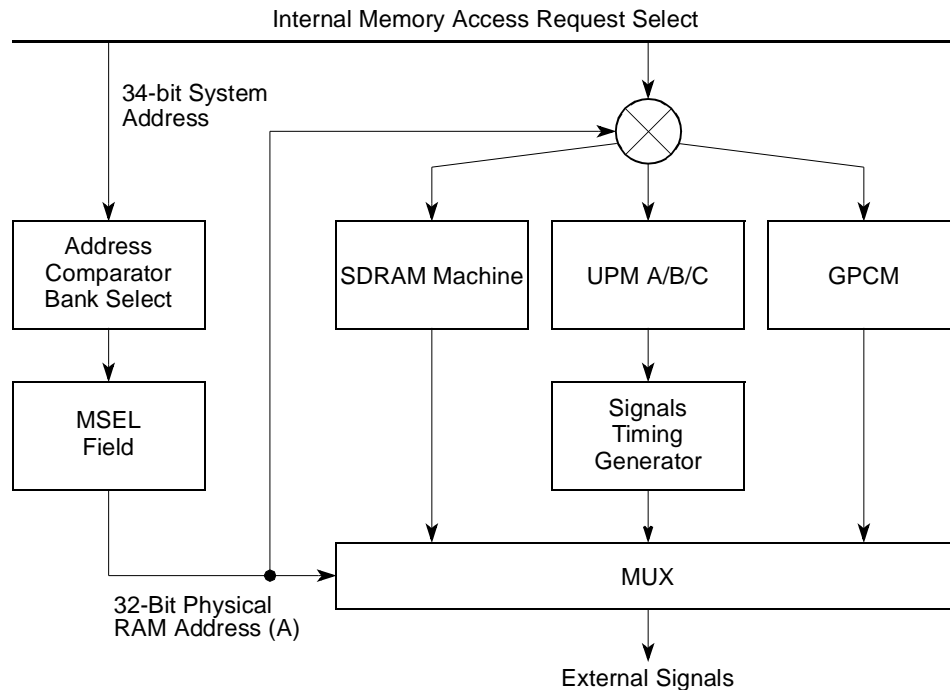 Internal Memory Access Request Select
34-bit System
Address
Address
Comparator
Bank Select
SDRAM Machine
UPM A/B/C
GPCM
MSEL
Field
Signals
Timing
Generator
MUX
32-Bit Physical
RAM Address (A)
External Signals